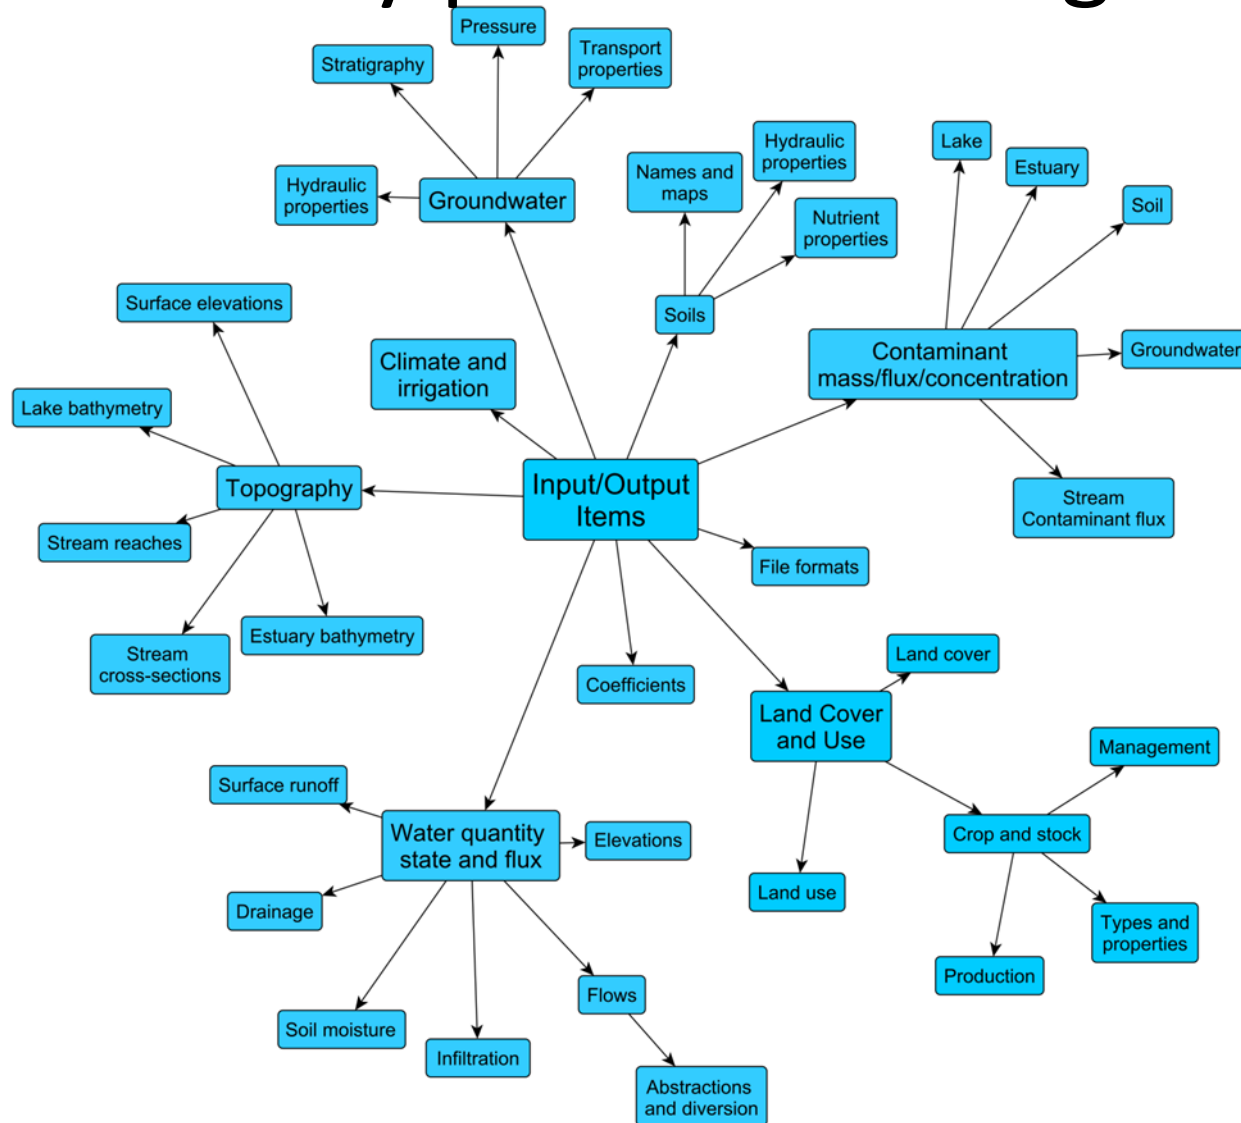 Pressure
Stratigraphy
Transport
properties
Hydraulic
properties
Groundwater
Names and
maps
Hydraulic
properties
Nutrient
properties
Soils
Lake
Estuary
Soil
Contaminant
mass/flux/concentration
Groundwater
Stream
Contaminant flux
Surface elevations
Climate and
irrigation
Lake bathymetry
Topography
Stream reaches
Stream
cross-sections
Estuary bathymetry
Input/Output
Items
File formats
Coefficients
Land cover
Land Cover
and Use
Management
Crop and stock
Land use
Types and
properties
Production
Surface runoff
Water quantity
state and flux
Elevations
Drainage
Flows
Soil moisture
Infiltration
Abstractions
and diversion